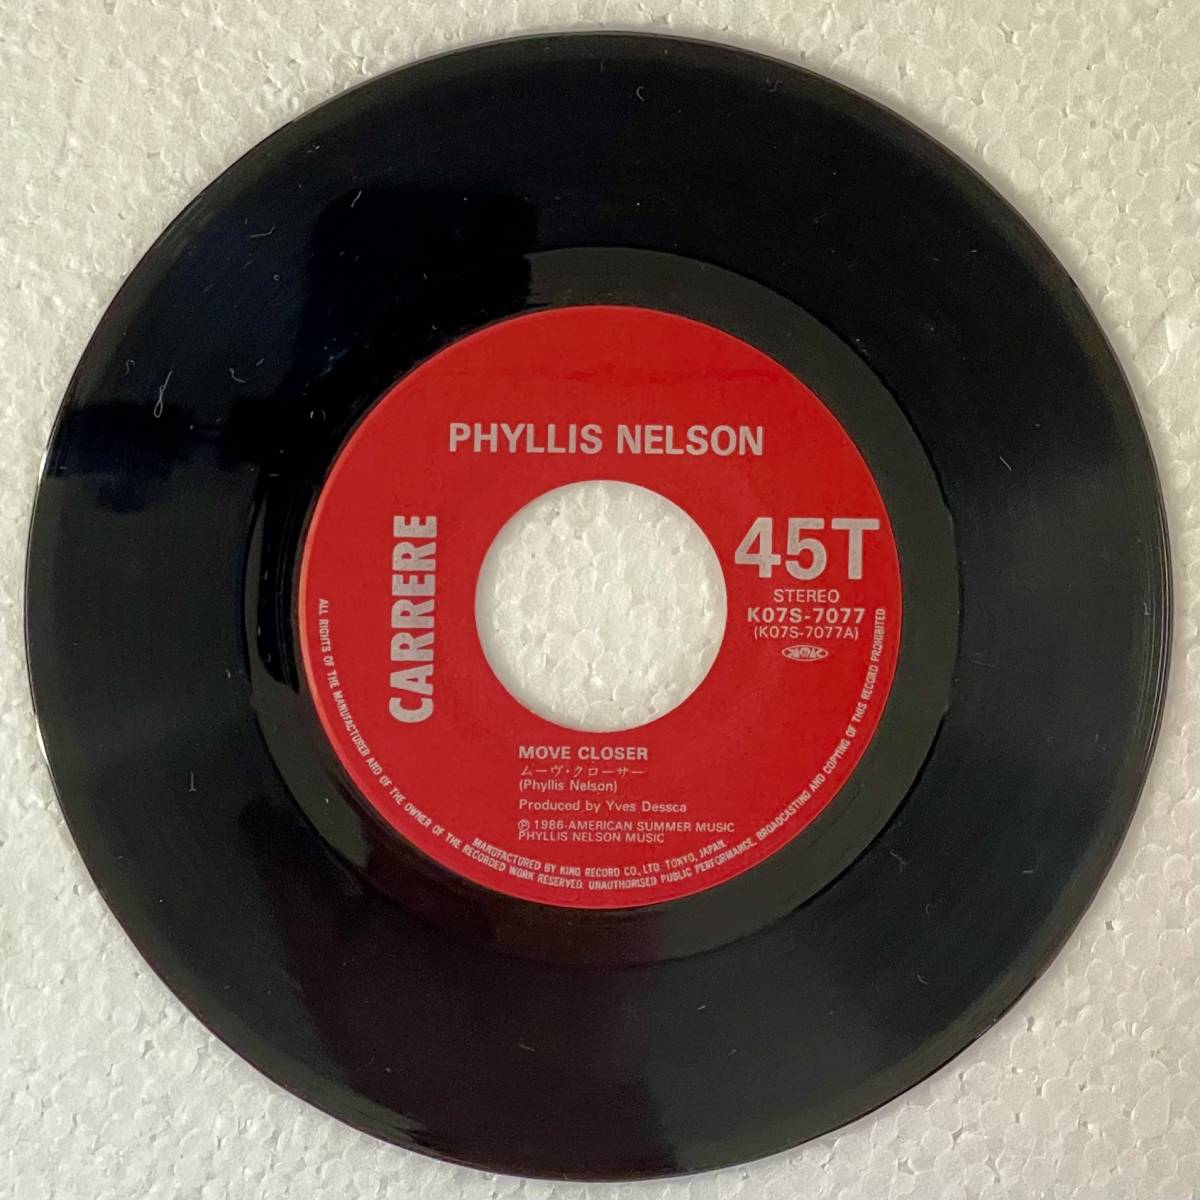 PHYLLIS NELSON
CARRERE
45T
STEREO
K07S-7077
(K07S-7077A)
MOVE CLOSER
ムーヴ・クローサー
(Phyllis Nelson)
Produced by Yves Dessca
Ⓟ 1986-AMERICAN SUMMER MUSIC
PHYLLIS NELSON MUSIC
MANUFACTURED BY KING RECORD CO., LTD. TOKYO, JAPAN.
ALL RIGHTS OF THE MANUFACTURER AND OF THE OWNER OF THE RECORDED WORK RESERVED. UNAUTHORISED PUBLIC PERFORMANCE, BROADCASTING AND COPYING OF THIS RECORD PROHIBITED